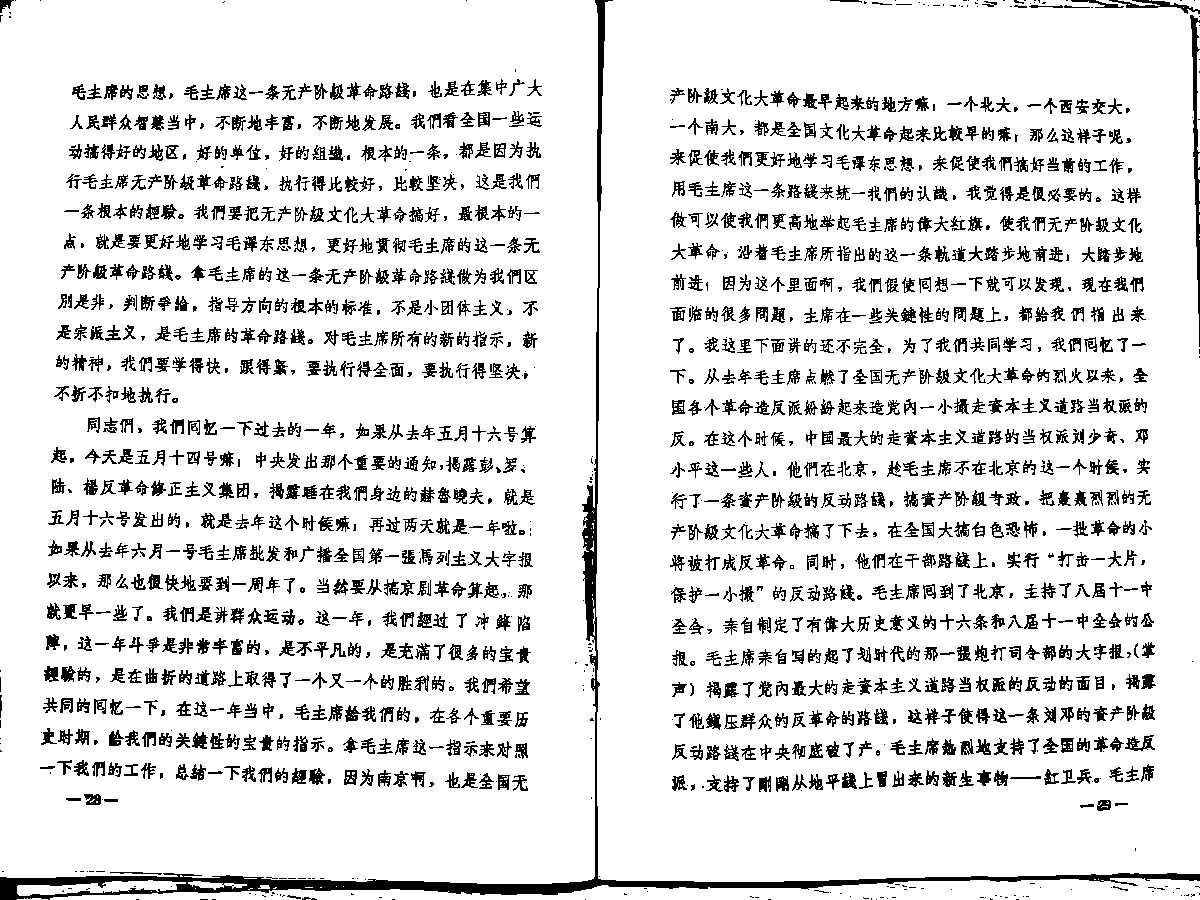 毛主席的思想，毛主席这一条无产阶級革命路綫，也是在集中广大
人民群众智慧当中，不断地丰富，不断地发展。我們看全国一些运
动搞得好的地区，好的单位，好的組織，根本的一条，都是因为执
行毛主席无产阶級革命路綫，执行得比較好，比較坚决，这是我們
一条根本的經驗。我們要把无产阶級文化大革命搞好，最根本的一
点，就是要更好地学习毛澤东思想，更好地贯彻毛主席的这一条无
产阶級革命路綫。拿毛主席的这一条无产阶級革命路綫做为我們区
别是非，判断爭論，指导方向的根本的标准，不是小团体主义，不
是宗派主义，是毛主席的革命路綫。对毛主席所有的新的指示，新
的精神，我們要学得快，跟得紧，要执行得全面，要执行得坚决，
不折不扣地执行。
同志們，我們囘忆一下过去的一年，如果从去年五月十六号算
起，今天是五月十四号嘛；中央发出那个重要的通知，揭露彭、罗、
陆、楊反革命修正主义集团，揭露睡在我們身边的赫魯曉夫，就是
五月十六号发出的，就是去年这个时候嘛；再过两天就是一年啦。
如果从去年六月一号毛主席批发和广播全国第一張馬列主义大字报
以来，那么也很快地要到一周年了。当然要从搞京剧革命算起，那
就更早一些了。我們是讲群众运动。这一年，我們經过了冲鋒陷
陣，这一年斗爭是非常丰富的，是不平凡的，是充滿了很多的宝贵
經驗的，是在曲折的道路上取得了一个又一个的胜利的。我們希望
共同的囘忆一下，在这一年当中，毛主席給我們的，在各个重要历
史时期，給我們的关鍵性的宝贵的指示。拿毛主席这一指示来对照
一下我們的工作，总結一下我們的經驗，因为南京啊，也是全国无
—28—
产阶級文化大革命最早起来的地方嘛；一个北大，一个西安交大，
一个南大，都是全国文化大革命起来比較早的嘛；那么这样子呢，
来促使我們更好地学习毛澤东思想，来促使我們搞好当前的工作，
用毛主席这一条路綫来統一我們的认識，我觉得是很必要的。这样
做可以使我們更高地举起毛主席的偉大红旗，使我們无产阶級文化
大革命，沿着毛主席所指出的这一条軌道大踏步地前进；大踏步地
前进；因为这个里面啊，我們假使囘想一下就可以发现，现在我們
面临的很多問題，主席在一些关鍵性的問題上，都給我們指出来
了。我这里下面讲的还不完全，为了我們共同学习，我們囘忆了一
下。从去年毛主席点燃了全国无产阶級文化大革命的烈火以来，全
国各个革命造反派紛紛起来造党內一小撮走資本主义道路当权派的
反。在这个时候，中国最大的走資本主义道路的当权派刘少奇、邓
小平这一些人，他們在北京，趁毛主席不在北京的这一个时候，实
行了一条資产阶級的反动路綫，搞資产阶級专政，把轰轰烈烈的无
产阶級文化大革命搞了下去，在全国大搞白色恐怖，一批革命的小
将被打成反革命。同时，他們在干部路綫上，实行“打击一大片，
保护一小撮”的反动路綫。毛主席囘到了北京，主持了八届十一中
全会，亲自制定了有偉大历史意义的十六条和八届十一中全会的公
报。毛主席亲自写的起了划时代的那一張炮打司令部的大字报，（掌
声）揭露了党內最大的走資本主义道路当权派的反动的面目，揭露
了他鎮压群众的反革命的路綫，这样子使得这一条刘邓的資产阶級
反动路綫在中央彻底破了产。毛主席热烈地支持了全国的革命造反
派，支持了刚刚从地平綫上冒出来的新生事物——紅卫兵。毛主席
—29—